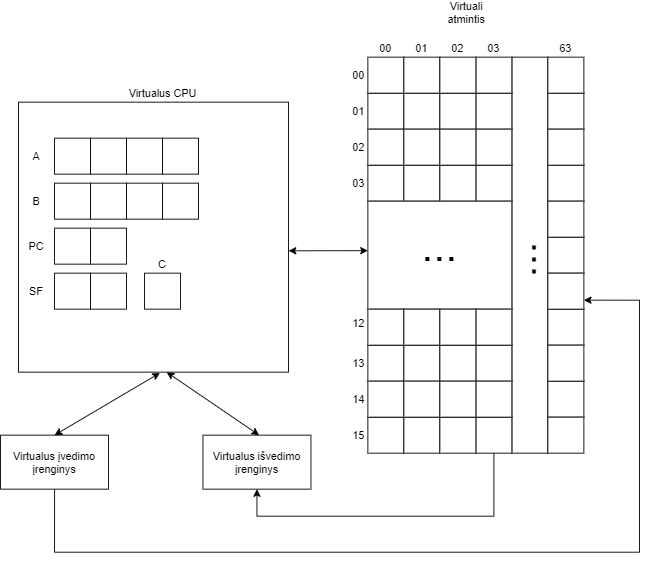 Virtuali
atmintis
00 01 02 03 63
Virtualus CPU
00
01
A
02
03
B
PC
...
C
SF
12
13
14
Virtualus įvedimo
įrenginys
Virtualus išvedimo
įrenginys
15